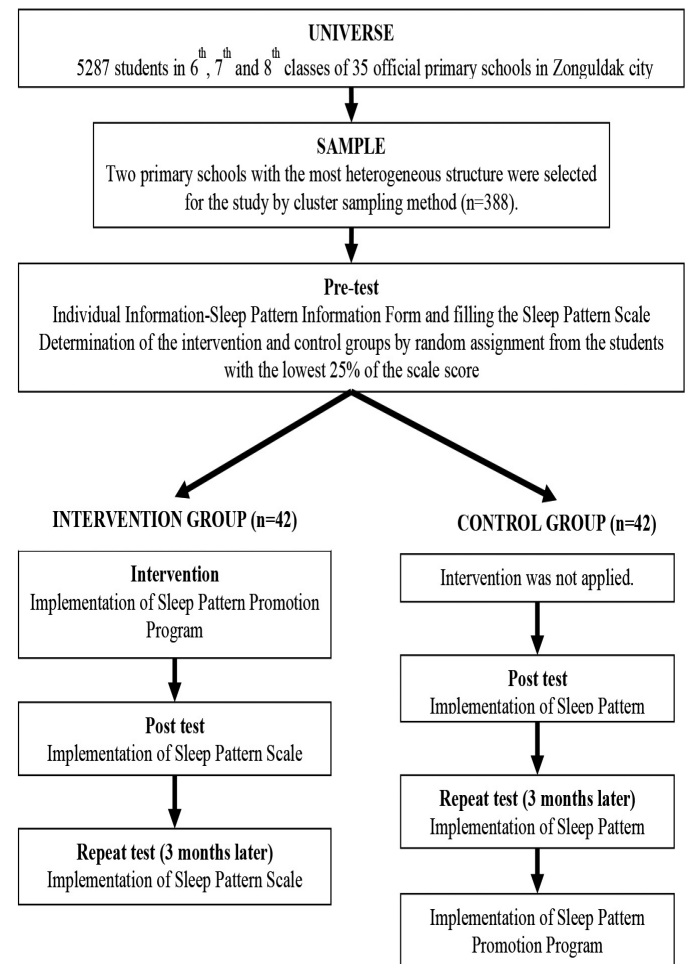 UNIVERSE
5287 students in 6th, 7th and 8th classes of 35 official primary schools in Zonguldak city
SAMPLE
Two primary schools with the most heterogeneous structure were selected
for the study by cluster sampling method (n=388).
Pre-test
Individual Information-Sleep Pattern Information Form and filling the Sleep Pattern Scale
Determination of the intervention and control groups by random assignment from the students
with the lowest 25% of the scale score
INTERVENTION GROUP (n=42)
Intervention
Implementation of Sleep Pattern Promotion
Program
Post test
Implementation of Sleep Pattern Scale
Repeat test (3 months later)
Implementation of Sleep Pattern Scale
CONTROL GROUP (n=42)
Intervention was not applied.
Post test
Implementation of Sleep Pattern
Repeat test (3 months later)
Implementation of Sleep Pattern
Implementation of Sleep Pattern
Promotion Program